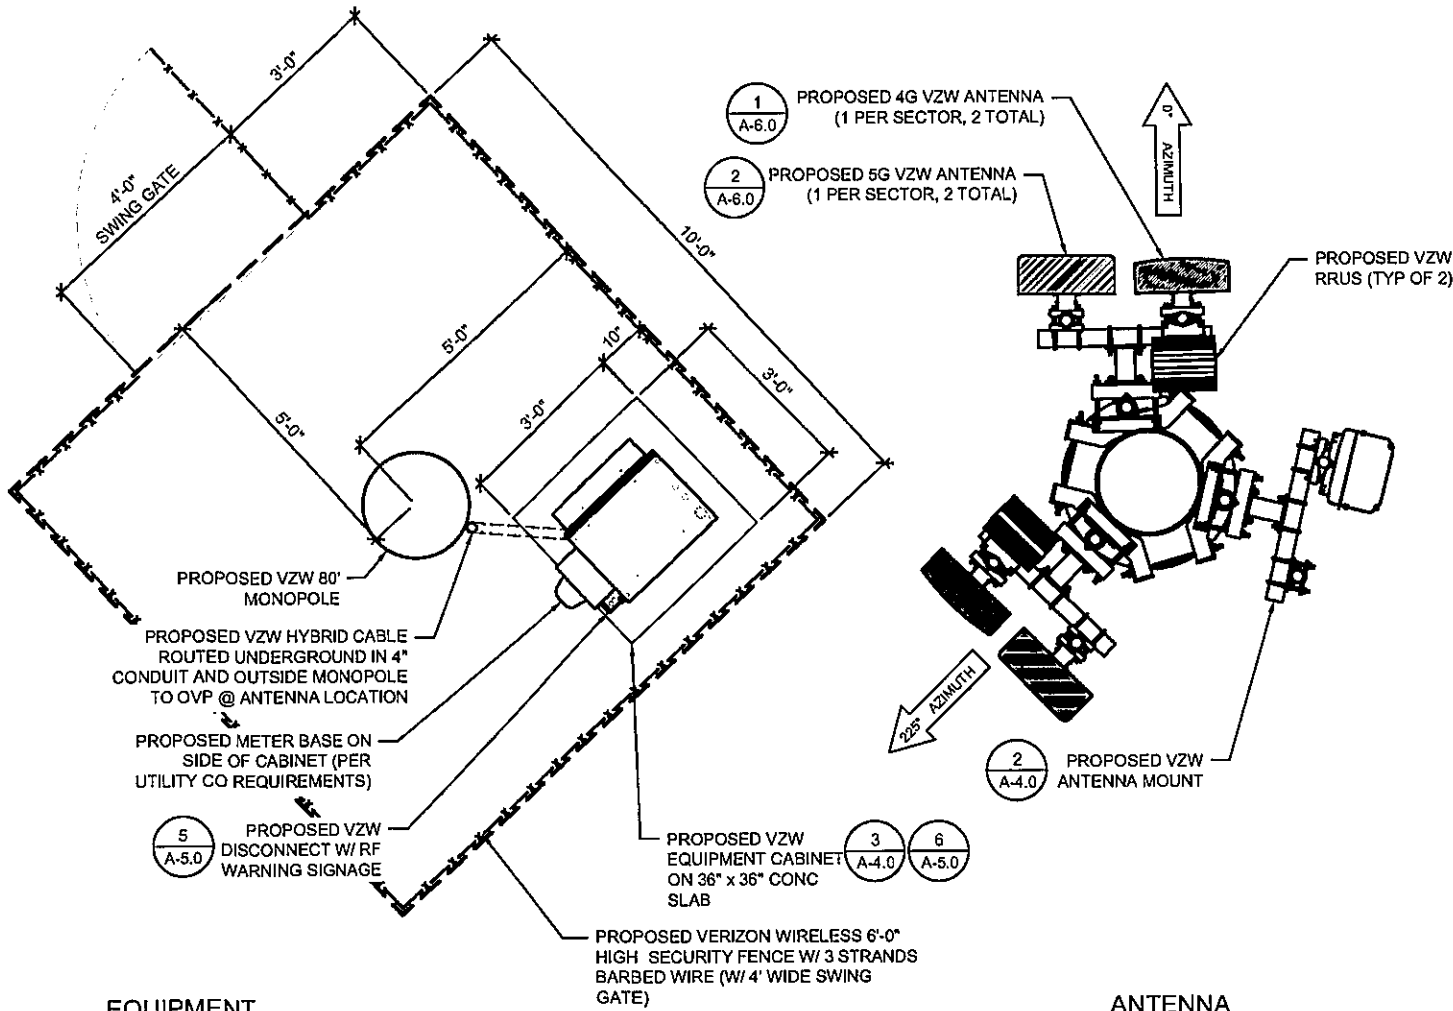 3'-0"
4'-0"
SWING GATE
10'-0"
5'-0"
10"
3'-0"
3'-0"
5'-0"
PROPOSED VZW 80'
MONOPOLE
PROPOSED VZW HYBRID CABLE
ROUTED UNDERGROUND IN 4"
CONDUIT AND OUTSIDE MONOPOLE
TO OVP @ ANTENNA LOCATION
PROPOSED METER BASE ON
SIDE OF CABINET (PER
UTILITY CO REQUIREMENTS)
5
A-5.0
PROPOSED VZW
DISCONNECT W/ RF
WARNING SIGNAGE
PROPOSED VZW
EQUIPMENT CABINET
ON 36" x 36" CONC
SLAB
3
A-4.0
6
A-5.0
PROPOSED VERIZON WIRELESS 6'-0"
HIGH SECURITY FENCE W/ 3 STRANDS
BARBED WIRE (W/ 4' WIDE SWING
GATE)
EQUIPMENT
1
A-6.0
PROPOSED 4G VZW ANTENNA
(1 PER SECTOR, 2 TOTAL)
2
A-6.0
PROPOSED 5G VZW ANTENNA
(1 PER SECTOR, 2 TOTAL)
0°
AZIMUTH
PROPOSED VZW
RRUS (TYP OF 2)
225° AZIMUTH
2
A-4.0
PROPOSED VZW
ANTENNA MOUNT
ANTENNA